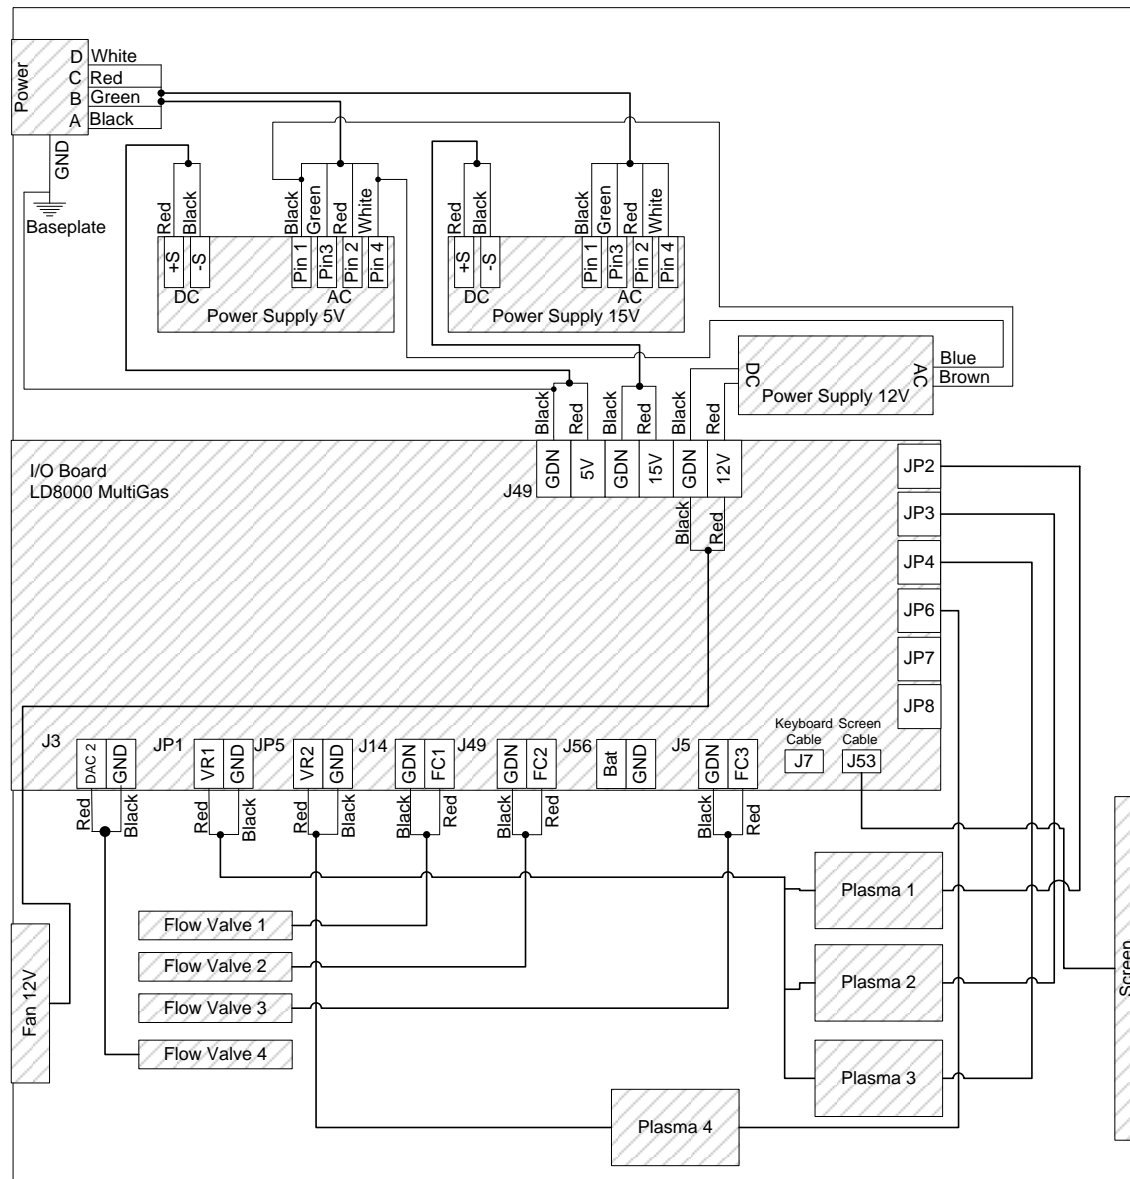 Power
D White
C Red
B Green
A Black
GND
Baseplate
Red
Black
+S
-S
DC
Black
Green
Red
White
Pin 1
Pin3
Pin 2
Pin 4
AC
Power Supply 5V
Red
Black
+S
-S
DC
Black
Green
Red
White
Pin 1
Pin3
Pin 2
Pin 4
AC
Power Supply 15V
DC
AC
Blue
Brown
Power Supply 12V
Black
Red
Black
Red
Black
Red
I/O Board
LD8000 MultiGas
J49
GDN
5V
GDN
15V
GDN
12V
Black
Red
JP2
JP3
JP4
JP6
JP7
JP8
J3
DAC 2
GND
JP1
VR1
GND
JP5
VR2
GND
J14
GDN
FC1
J49
GDN
FC2
J56
Bat
GND
J5
GDN
FC3
Keyboard
Cable
J7
Screen
Cable
J53
Red
Black
Red
Black
Red
Black
Black
Red
Black
Red
Black
Red
Flow Valve 1
Flow Valve 2
Flow Valve 3
Flow Valve 4
Fan 12V
Plasma 1
Plasma 2
Plasma 3
Plasma 4
Screen